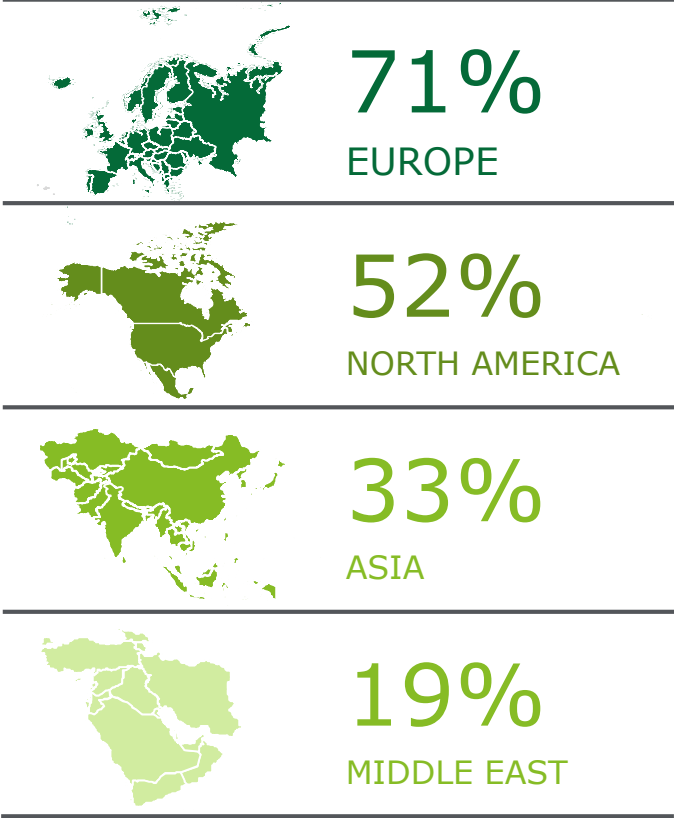 71%
EUROPE
52%
NORTH AMERICA
33%
ASIA
19%
MIDDLE EAST